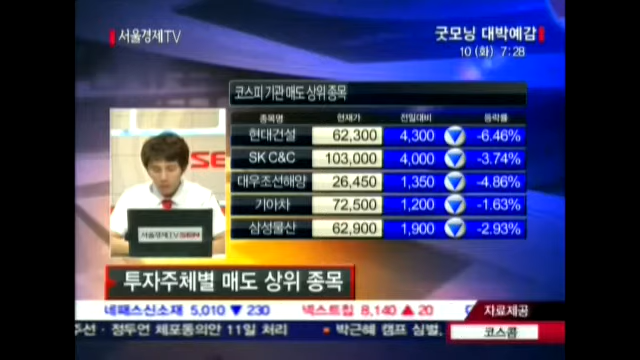 서울경제TV
굿모닝 대박예감
10 (화) 7:28
코스피 기관 매도 상위 종목
종목명 현재가 전일대비 등락률
현대건설 62,300 4,300 ▼ -6.46%
SK C&C 103,000 4,000 ▼ -3.74%
대우조선해양 26,450 1,350 ▼ -4.86%
기아차 72,500 1,200 ▼ -1.63%
삼성물산 62,900 1,900 ▼ -2.93%
서울경제TV SEN
투자주체별 매도 상위 종목
네패스신소재 5,010 ▼ 230 넥스트칩 8,140 ▲ 20 자료제공
정두언 체포동의안 11일 처리 박근혜 캠프 심벌, 코스콤